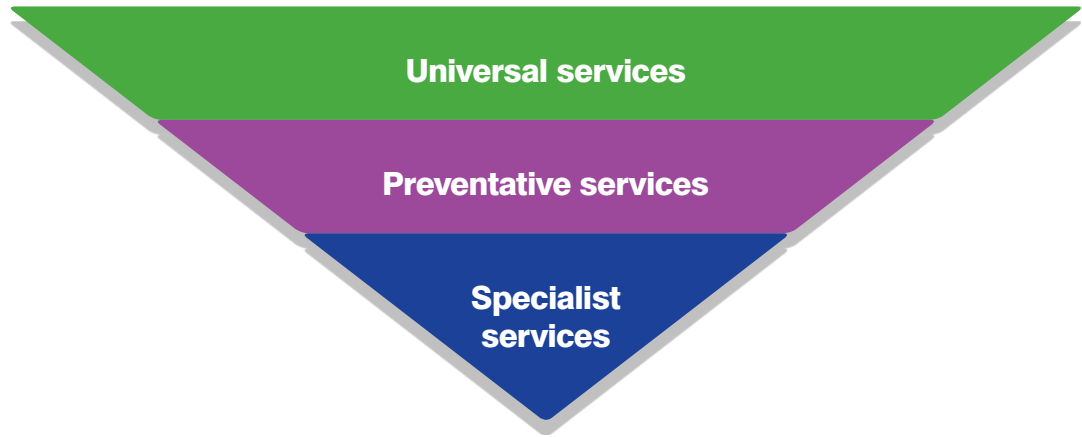 Universal services
Preventative services
Specialist
services